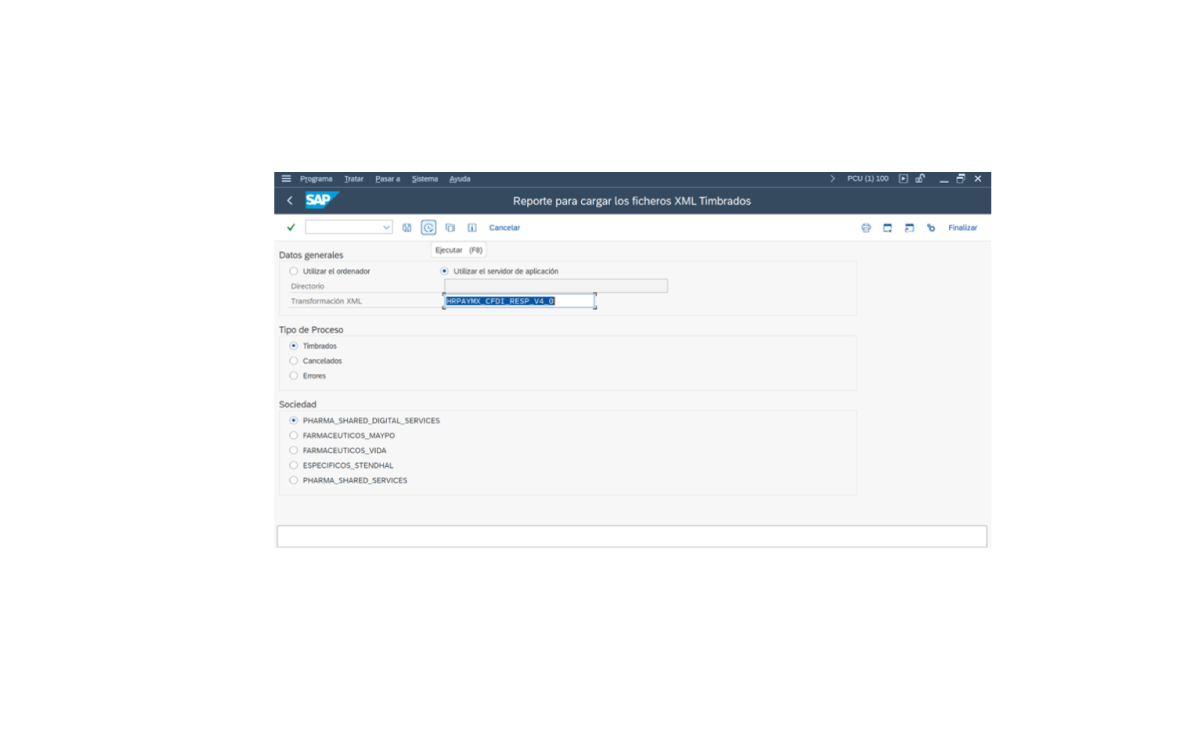 Programa Tratar Pasar a Sistema Ayuda PCU (1) 100
SAP Reporte para cargar los ficheros XML Timbrados
Cancelar Finalizar
Ejecutar (F8)
Datos generales
Utilizar el ordenador Utilizar el servidor de aplicación
Directorio
Transformación XML HRPAYMX_CFDI_RESP_V4_0
Tipo de Proceso
Timbrados
Cancelados
Errores
Sociedad
PHARMA_SHARED_DIGITAL_SERVICES
FARMACEUTICOS_MAYPO
FARMACEUTICOS_VIDA
ESPECIFICOS_STENDHAL
PHARMA_SHARED_SERVICES